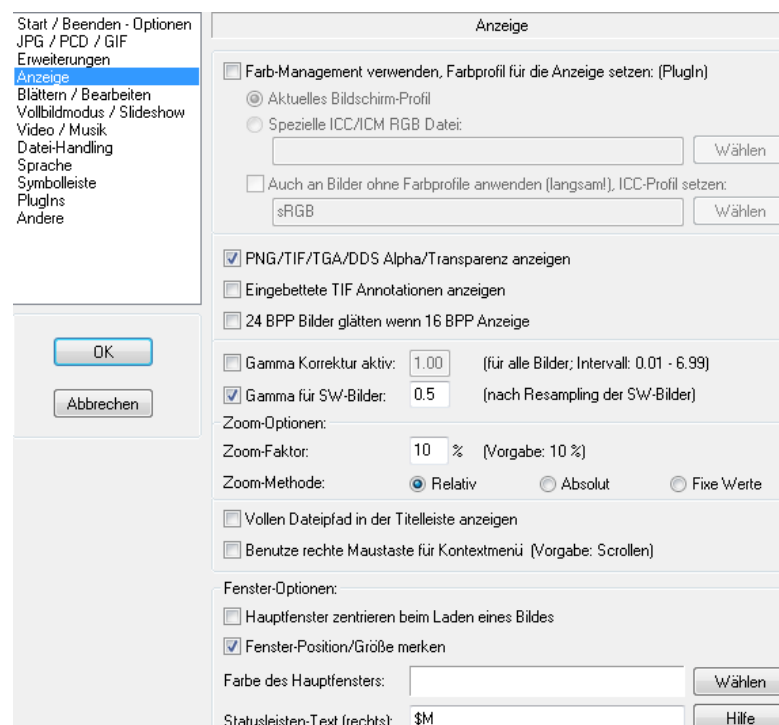 Start / Beenden - Optionen
JPG / PCD / GIF
Erweiterungen
Anzeige
Blättern / Bearbeiten
Vollbildmodus / Slideshow
Video / Musik
Datei-Handling
Sprache
Symbolleiste
PlugIns
Andere
OK
Abbrechen
Anzeige
Farb-Management verwenden, Farbprofil für die Anzeige setzen: (PlugIn)
Aktuelles Bildschirm-Profil
Spezielle ICC/ICM RGB Datei:
Wählen
Auch an Bilder ohne Farbprofile anwenden (langsam!), ICC-Profil setzen:
sRGB Wählen
PNG/TIF/TGA/DDS Alpha/Transparenz anzeigen
Eingebettete TIF Annotationen anzeigen
24 BPP Bilder glätten wenn 16 BPP Anzeige
Gamma Korrektur aktiv: 1.00 (für alle Bilder; Intervall: 0.01 - 6.99)
Gamma für SW-Bilder: 0.5 (nach Resampling der SW-Bilder)
Zoom-Optionen:
Zoom-Faktor: 10 % (Vorgabe: 10 %)
Zoom-Methode: Relativ Absolut Fixe Werte
Vollen Dateipfad in der Titelleiste anzeigen
Benutze rechte Maustaste für Kontextmenü (Vorgabe: Scrollen)
Fenster-Optionen:
Hauptfenster zentrieren beim Laden eines Bildes
Fenster-Position/Größe merken
Farbe des Hauptfensters: Wählen
Statusleisten-Text (rechts): $M Hilfe